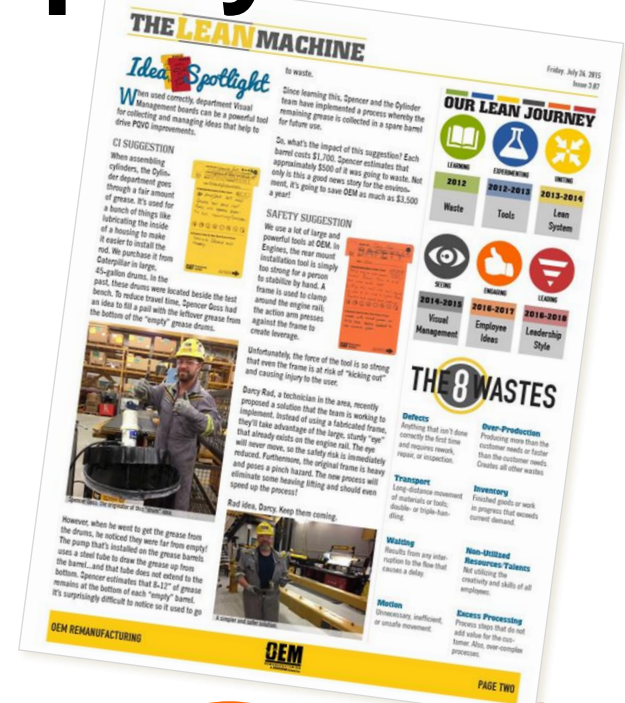 THE LEAN MACHINE
Friday, July 24, 2015
Issue 3.07
Idea Spotlight
When used correctly, department Visual
Management boards can be a powerful tool
for collecting and managing ideas that help to
drive PQVC improvements.
CI SUGGESTION
When assembling
cylinders, the Cylin-
der department goes
through a fair amount
of grease. It's used for
a bunch of things like
lubricating the inside
of a housing to make
it easier to install the
rod. We purchase it from
Caterpillar in large,
45-gallon drums. In the
past, these drums were located beside the test
bench. To reduce travel time, Spencer Goss had
an idea to fill a pail with the leftover grease from
the bottom of the "empty" grease drums.
However, when he went to get the grease from
the drums, he noticed they were far from empty!
The pump that's installed on the grease barrels
uses a steel tube to draw the grease up from
the barrel...and that tube does not extend to the
bottom. Spencer estimates that 8-12" of grease
remains at the bottom of each "empty" barrel.
It's surprisingly difficult to notice so it used to go
to waste.
Since learning this, Spencer and the Cylinder
team have implemented a process whereby the
remaining grease is collected in a spare barrel
for future use.
So, what's the impact of this suggestion? Each
barrel costs $1,700. Spencer estimates that
approximately $500 of it was going to waste. Not
only is this a good news story for the environ-
ment, it's going to save OEM as much as $3,500
a year!
SAFETY SUGGESTION
We use a lot of large and
powerful tools at OEM. In
Engines, the rear mount
installation tool is simply
too strong for a person
to stabilize by hand. A
frame is used to clamp
around the engine rail;
the action arm presses
against the frame to
create leverage.
Unfortunately, the force of the tool is so strong
that even the frame is at risk of "kicking out"
and causing injury to the user.
Darcy Rad, a technician in the area, recently
proposed a solution that the team is working to
implement. Instead of using a fabricated frame,
they'll take advantage of the large, sturdy "eye"
that already exists on the engine rail. The eye
will never move, so the safety risk is immediately
reduced. Furthermore, the original frame is heavy
and poses a pinch hazard. The new process will
eliminate some heavy lifting and should even
speed up the process!
Rad idea, Darcy. Keep them coming.
A simpler and safer solution.
OUR LEAN JOURNEY
LEARNING
EXPERIMENTING
UNITING
2012
Waste
2012-2013
Tools
2013-2014
Lean
System
SEEING
ENGAGING
LEADING
2014-2015
Visual
Management
2016-2017
Employee
Ideas
2016-2018
Leadership
Style
THE 8 WASTES
Defects
Anything that isn't done
correctly the first time
and requires rework,
repair, or inspection.
Over-Production
Producing more than the
customer needs or faster
than the customer needs.
Creates all other wastes
Transport
Long-distance movement
of materials or tools;
double- or triple-han-
dling.
Inventory
Finished goods or work
in progress that exceeds
current demand.
Waiting
Results from any inter-
ruption to the flow that
causes a delay.
Non-Utilized
Resources/Talents
Not utilizing the
creativity and skills of all
employees.
Motion
Unnecessary, inefficient,
or unsafe movement.
Excess Processing
Process steps that do not
add value for the cus-
tomer. Also, over-complex
processes.
OEM REMANUFACTURING
OEM
PAGE TWO